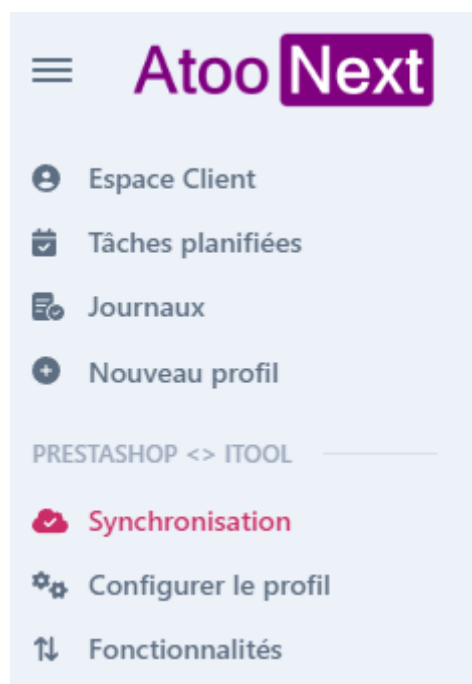 Atoo Next
Espace Client
Tâches planifiées
Journaux
Nouveau profil
PRESTASHOP <> ITOOL
Synchronisation
Configurer le profil
Fonctionnalités